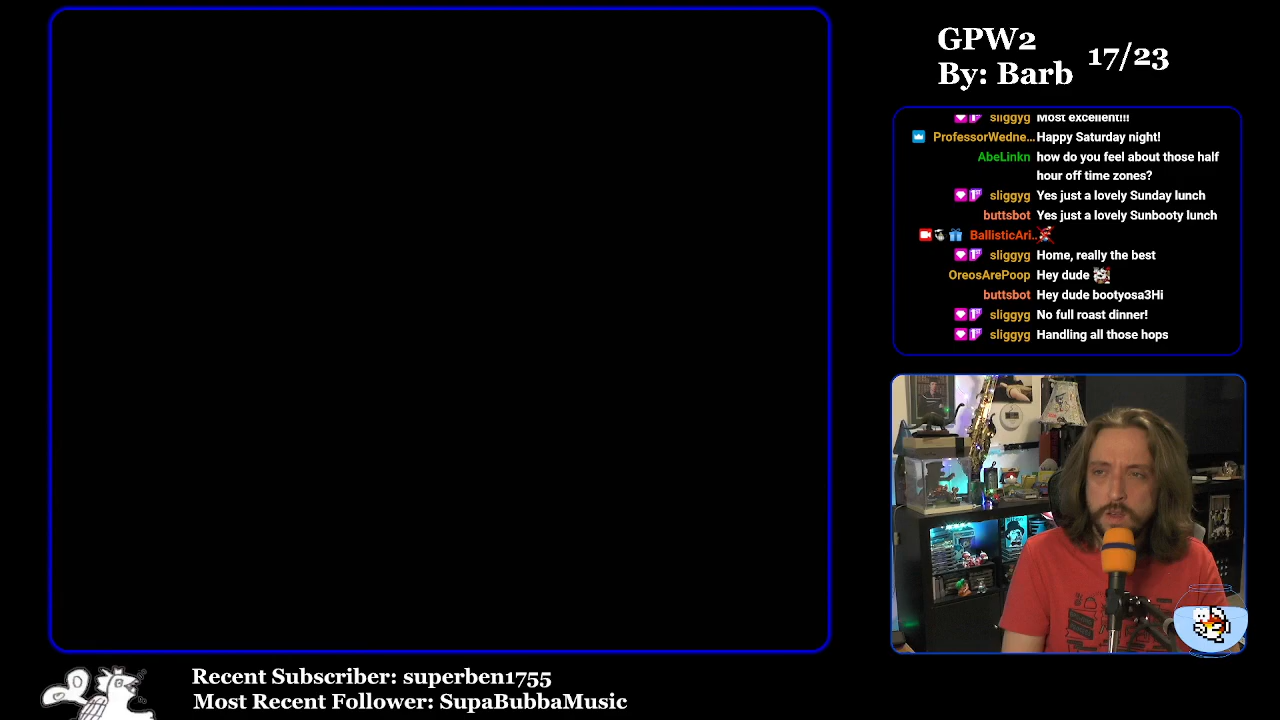 GPW2
By: Barb
17/23
sliggyg Most excellent!!!
ProfessorWedne... Happy Saturday night!
AbeLinkn how do you feel about those half
hour off time zones?
sliggyg Yes just a lovely Sunday lunch
buttsbot Yes just a lovely Sunbooty lunch
BallisticAri..
sliggyg Home, really the best
OreosArePoop Hey dude
buttsbot Hey dude bootyosa3Hi
sliggyg No full roast dinner!
sliggyg Handling all those hops
Recent Subscriber: superben1755
Most Recent Follower: SupaBubbaMusic